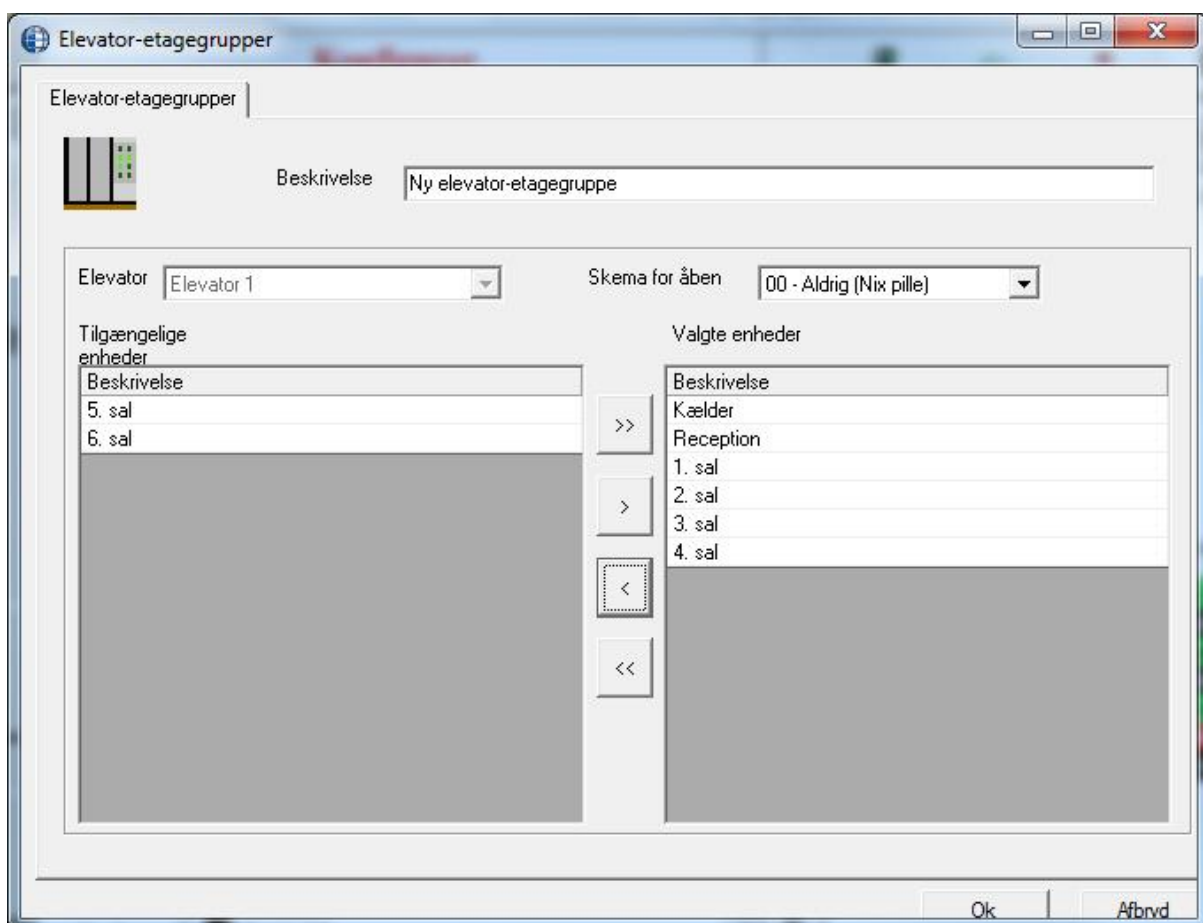 Elevator-etagegrupper
Elevator-etagegrupper
Beskrivelse
Ny elevator-etagegruppe
Elevator
Elevator 1
Skema for åben
00 - Aldrig (Nix pille)
Tilgængelige
enheder
Valgte enheder
Beskrivelse
5. sal
6. sal
>>
>
<
<<
Beskrivelse
Kælder
Reception
1. sal
2. sal
3. sal
4. sal
Ok
Afbryd